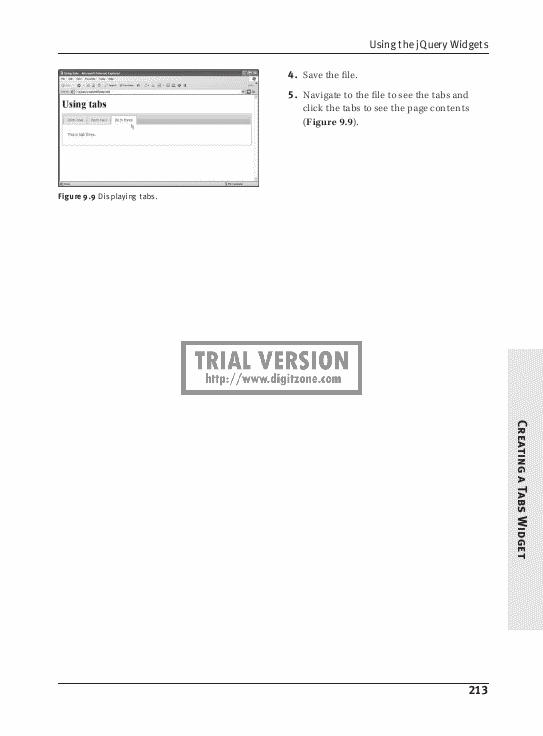 Using the jQuery Widgets
Using tabs
This is tab three.
Figure 9.9 Displaying tabs.
4. Save the file.
5. Navigate to the file to see the tabs and
click the tabs to see the page contents
(Figure 9.9).
TRIAL VERSION
http://www.digitzone.com
CREATING A TABS WIDGET
213